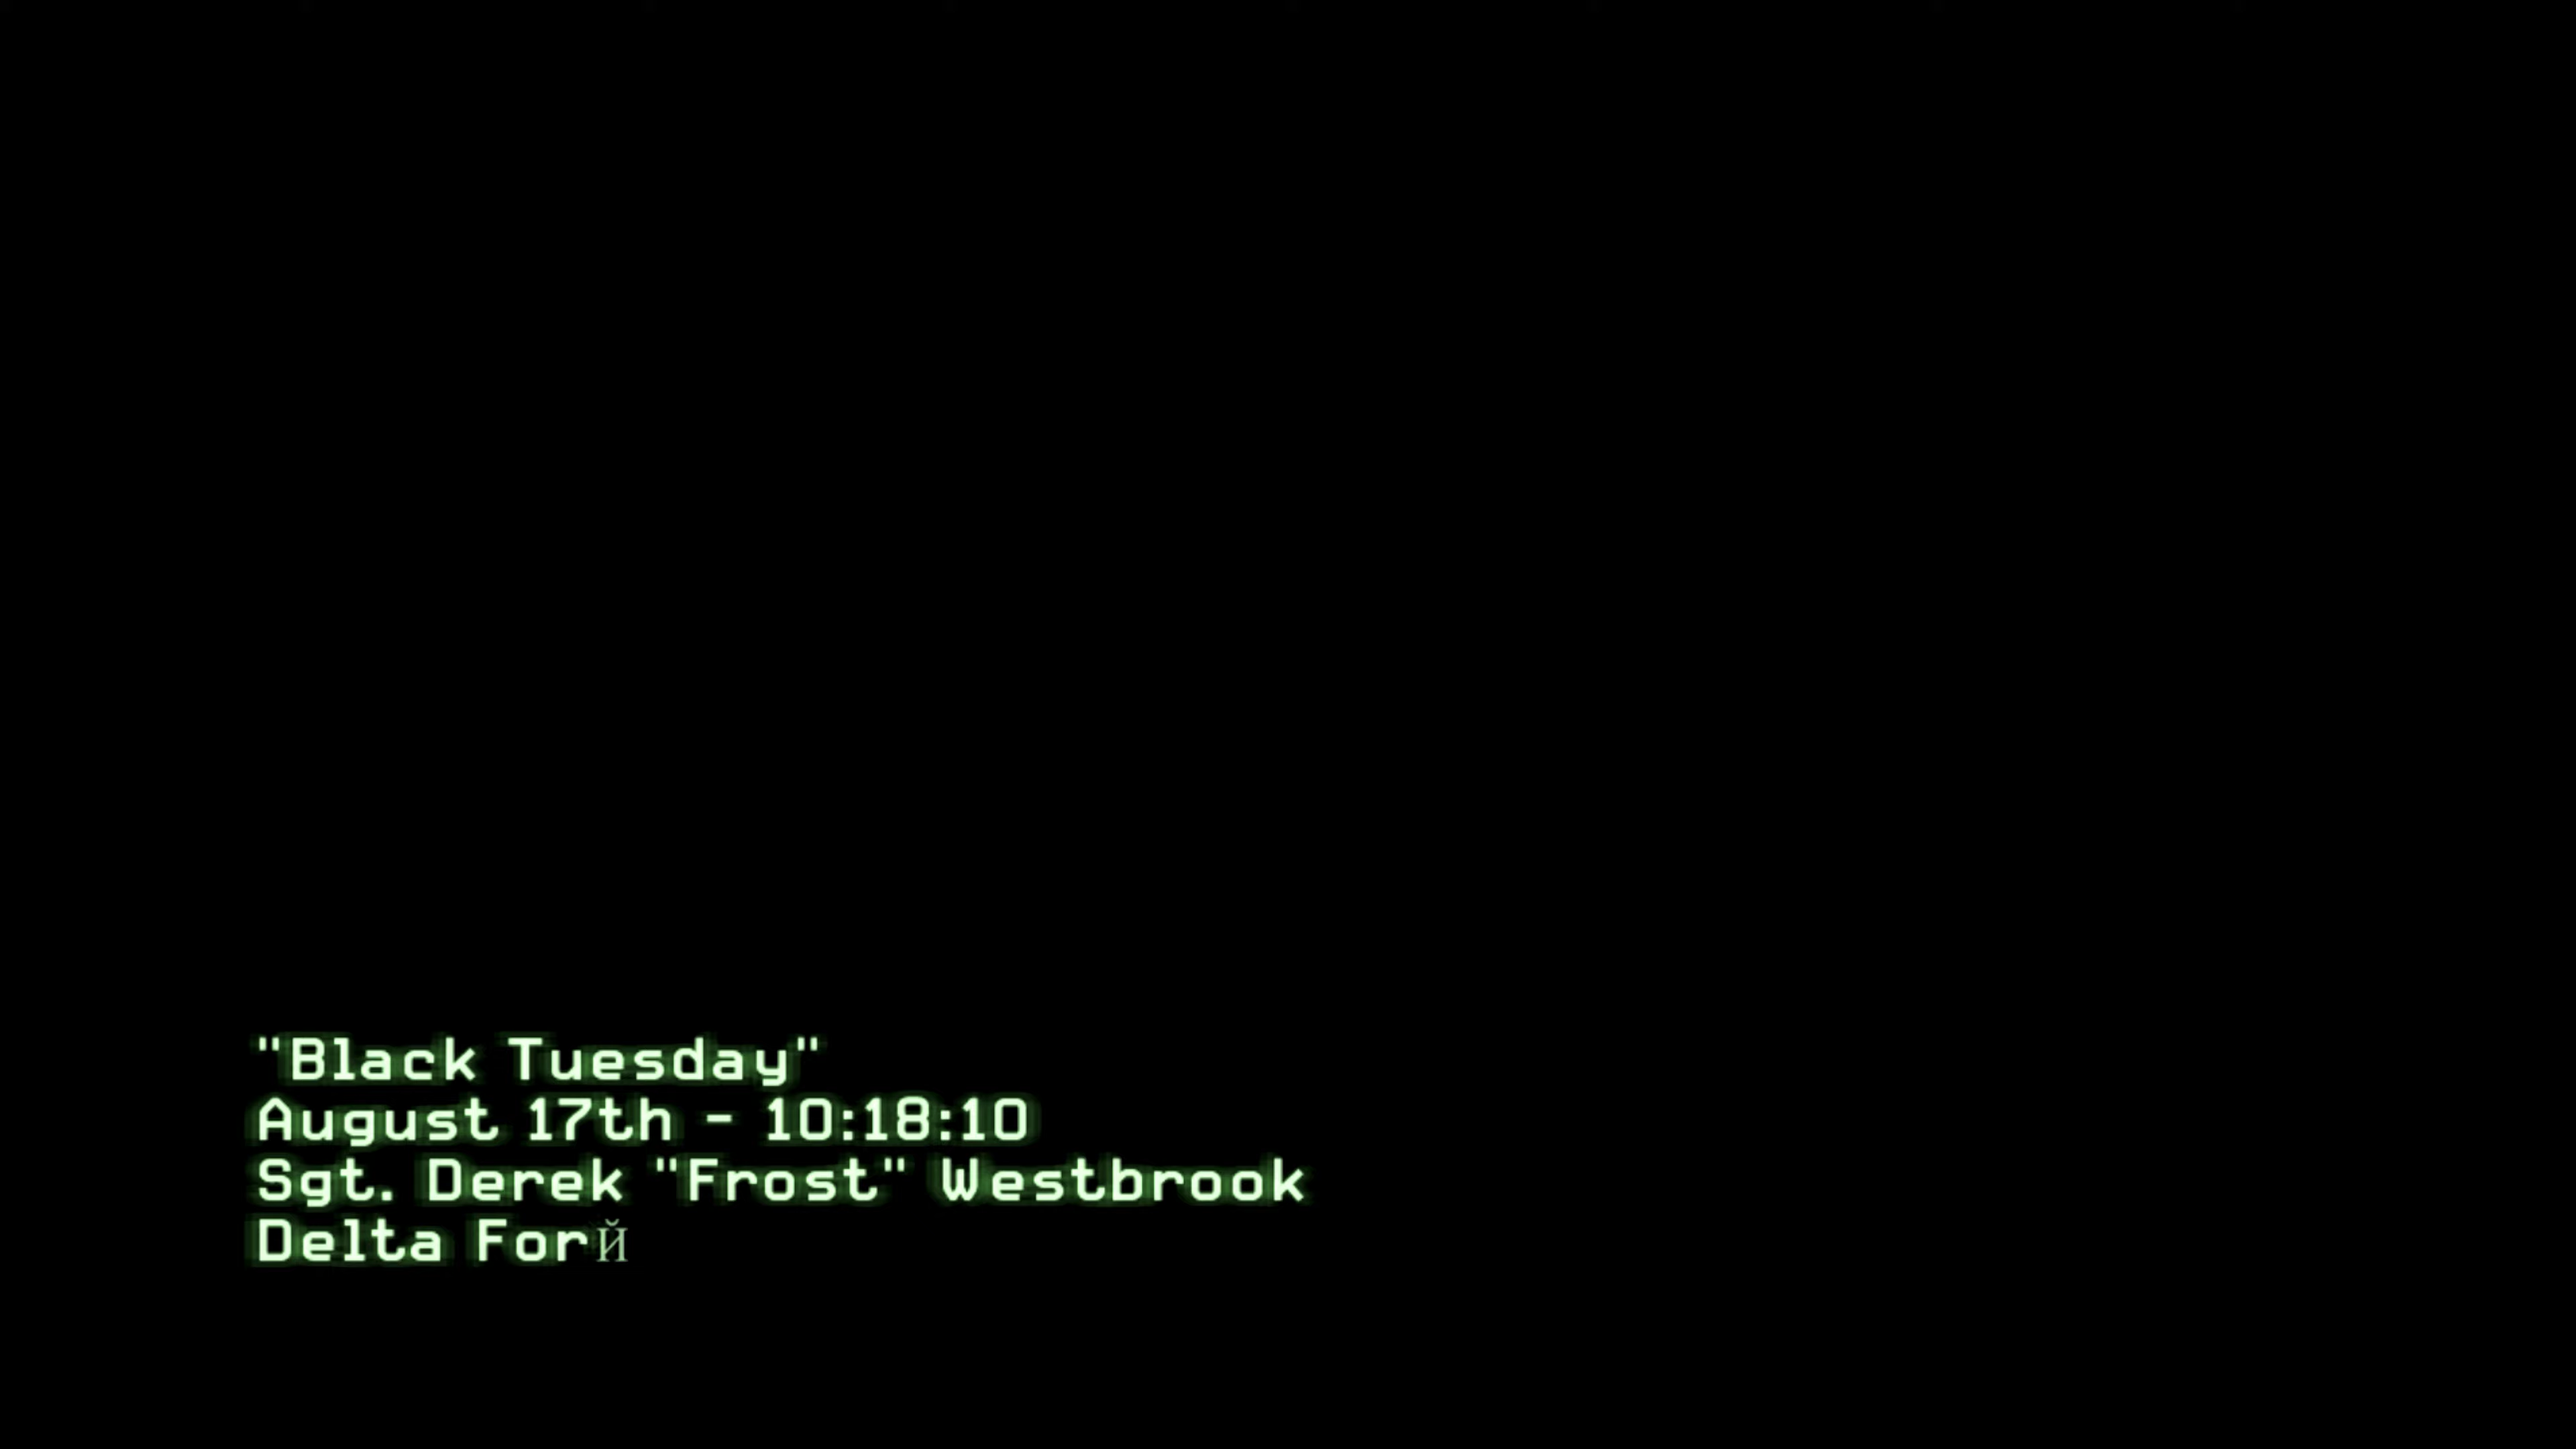 "Black Tuesday"
August 17th - 10:18:10
Sgt. Derek "Frost" Westbrook
Delta Forй